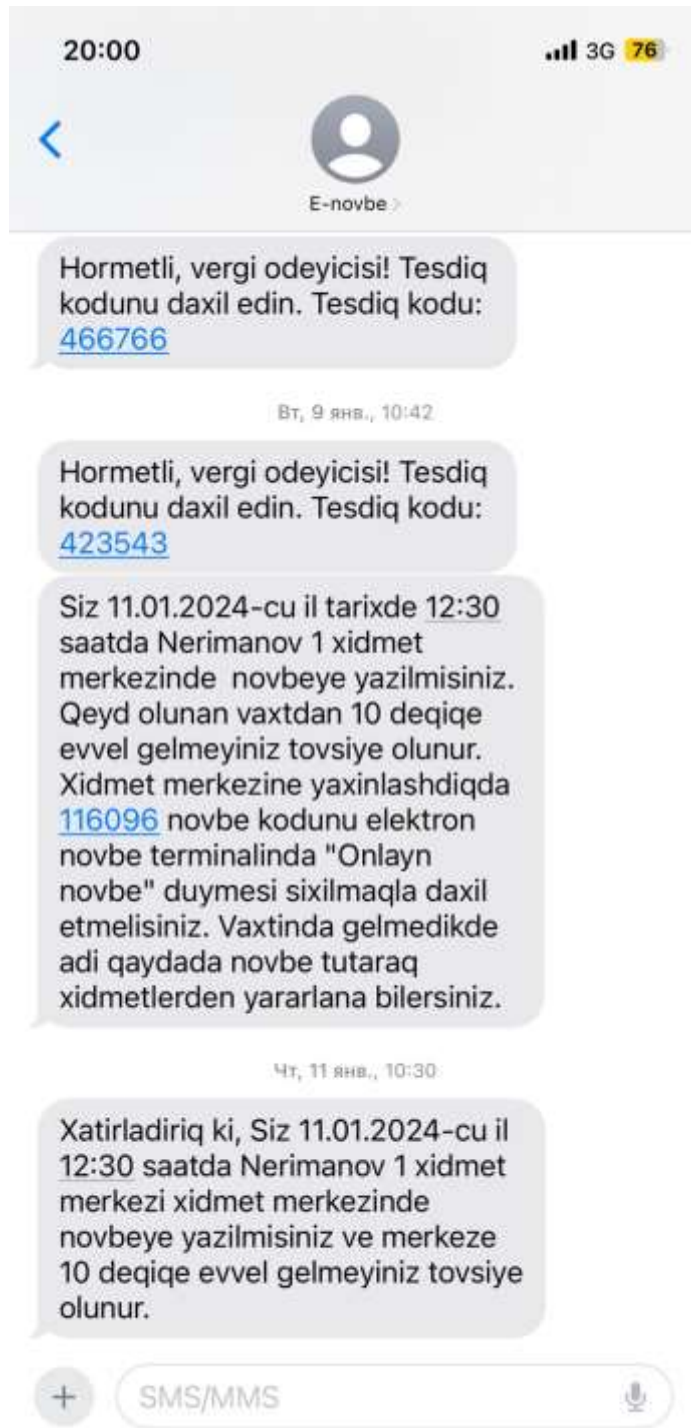 20:00 3G 76
E-novbe
Hormetli, vergi odeyicisi! Tesdiq
kodunu daxil edin. Tesdiq kodu:
466766
Вт, 9 янв., 10:42
Hormetli, vergi odeyicisi! Tesdiq
kodunu daxil edin. Tesdiq kodu:
423543
Siz 11.01.2024-cu il tarixde 12:30
saatda Nerimanov 1 xidmet
merkezinde novbeye yazilmisiniz.
Qeyd olunan vaxtdan 10 deqiqe
evvel gelmeyiniz tovsiye olunur.
Xidmet merkezine yaxinlashdiqda
116096 novbe kodunu elektron
novbe terminalinda "Onlayn
novbe" duymesi sixilmaqla daxil
etmelisiniz. Vaxtinda gelmedikde
adi qaydada novbe tutaraq
xidmetlerden yararlana bilersiniz.
Чт, 11 янв., 10:30
Xatirladiriq ki, Siz 11.01.2024-cu il
12:30 saatda Nerimanov 1 xidmet
merkezi xidmet merkezinde
novbeye yazilmisiniz ve merkeze
10 deqiqe evvel gelmeyiniz tovsiye
olunur.
SMS/MMS